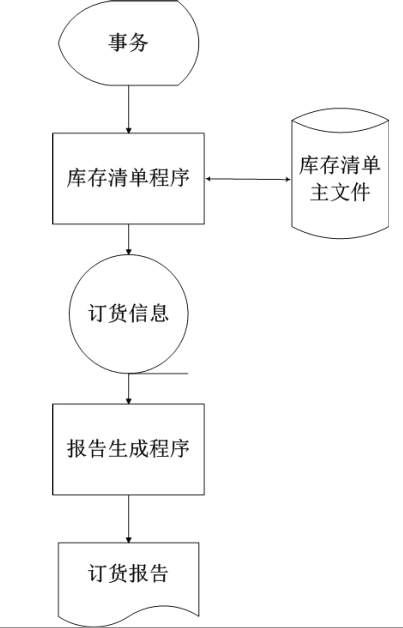 事务
库存清单程序
库存清单
主文件
订货信息
报告生成程序
订货报告